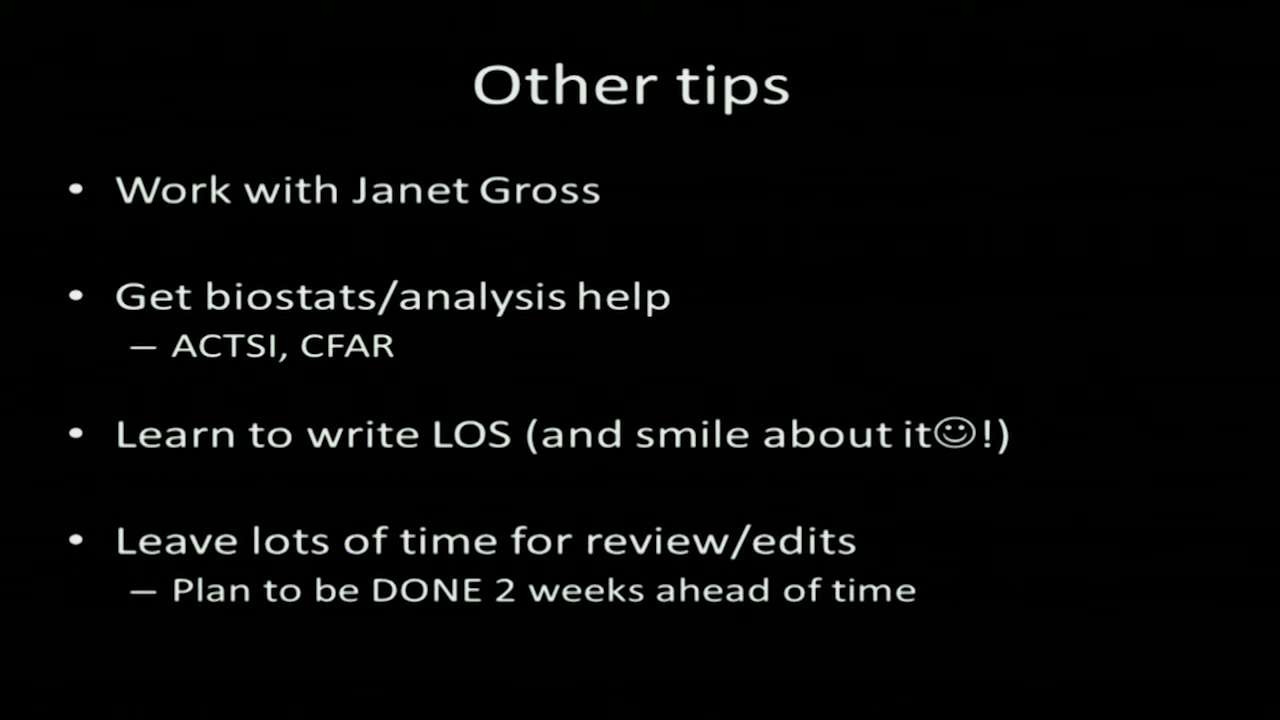 Other tips
• Work with Janet Gross
• Get biostats/analysis help
– ACTSI, CFAR
• Learn to write LOS (and smile about it☺!)
• Leave lots of time for review/edits
– Plan to be DONE 2 weeks ahead of time